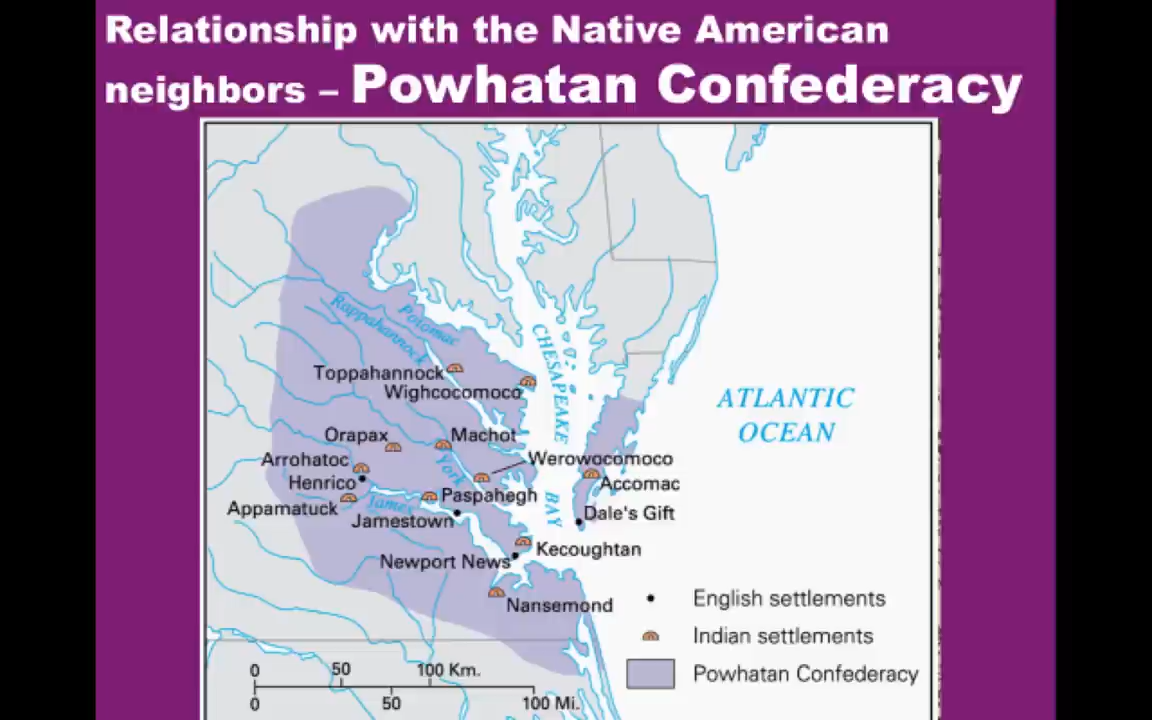 Relationship with the Native American
neighbors – Powhatan Confederacy
Potomac
Rappahannock
CHESAPEAKE
BAY
Toppahannock
Wighcocomoco
ATLANTIC
OCEAN
Orapax
Machot
York
Arrohatoc
Werowocomoco
Henrico
Accomac
Paspahegh
Appamatuck
James
Jamestown
Dale's Gift
Kecoughtan
Newport News
Nansemond
English settlements
Indian settlements
Powhatan Confederacy
0 50 100 Km.
0 50 100 Mi.